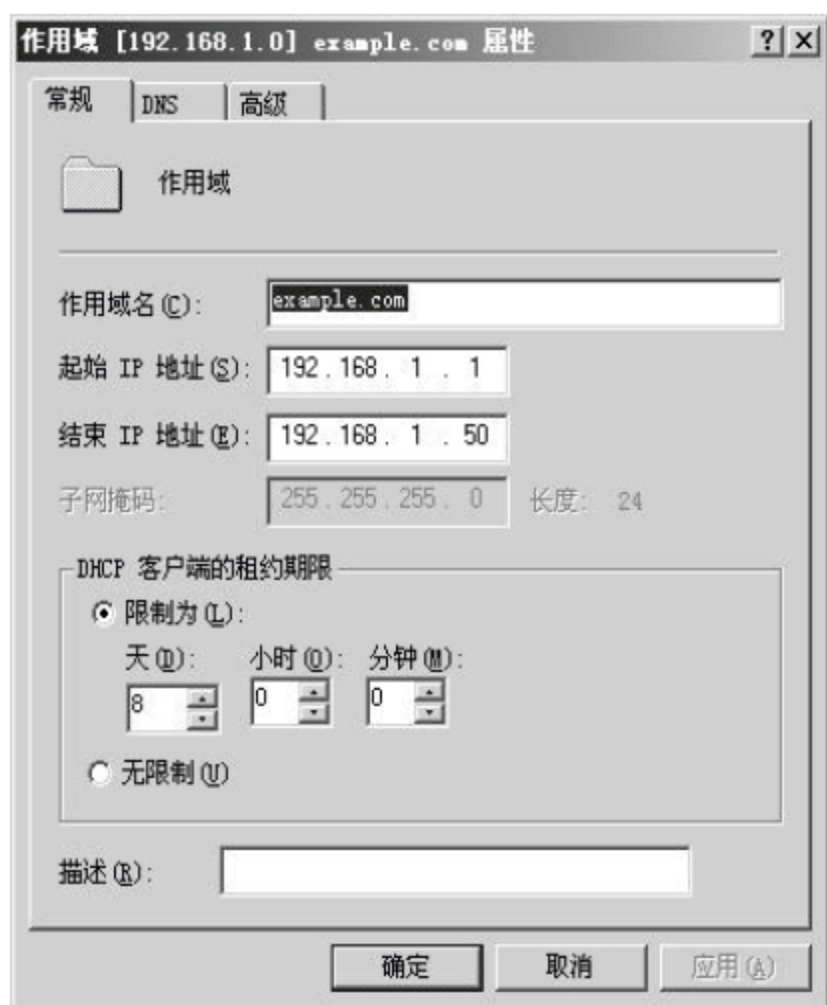 作用域 [192.168.1.0] example.com 属性
常规 DNS 高级
作用域
作用域名(C): example.com
起始 IP 地址(S): 192.168.1.1
结束 IP 地址(E): 192.168.1.50
子网掩码: 255.255.255.0 长度: 24
DHCP 客户端的租约期限
限制为(L):
天(D): 小时(O): 分钟(M):
8 0 0
无限制(U)
描述(R):
确定 取消 应用(A)